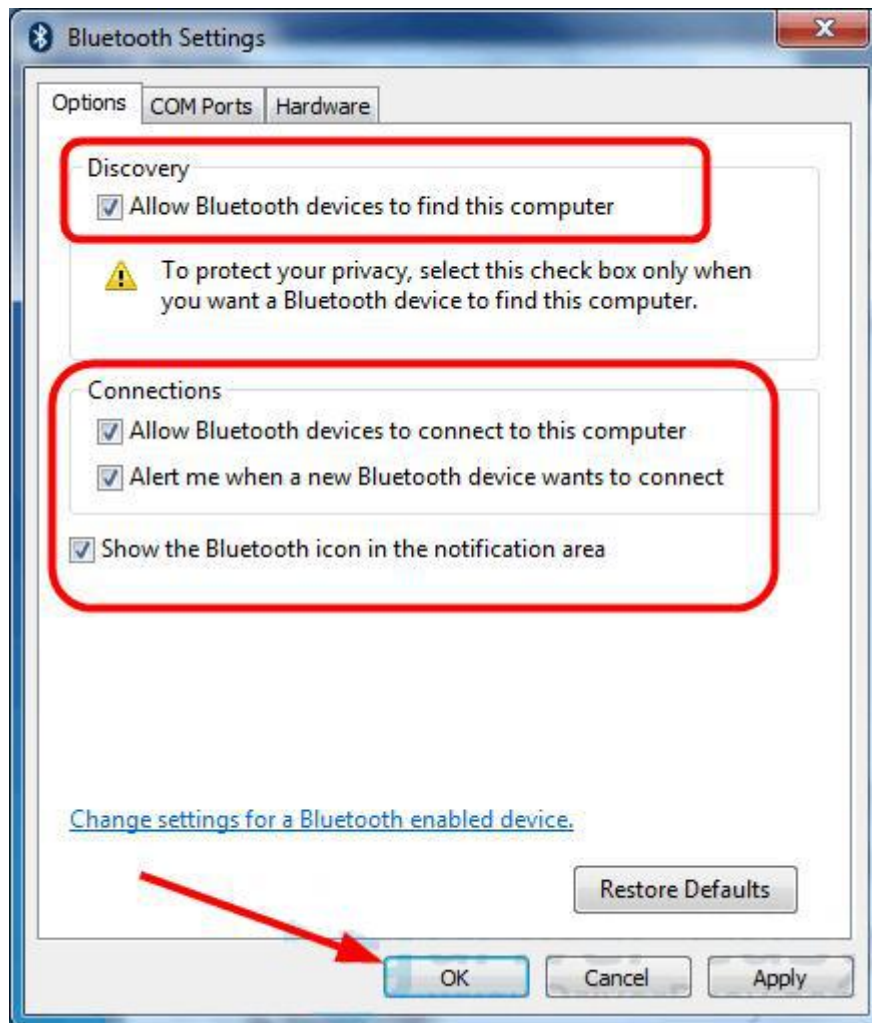 Bluetooth Settings
Options COM Ports Hardware
Discovery
Allow Bluetooth devices to find this computer
To protect your privacy, select this check box only when
you want a Bluetooth device to find this computer.
Connections
Allow Bluetooth devices to connect to this computer
Alert me when a new Bluetooth device wants to connect
Show the Bluetooth icon in the notification area
Change settings for a Bluetooth enabled device.
Restore Defaults
OK Cancel Apply